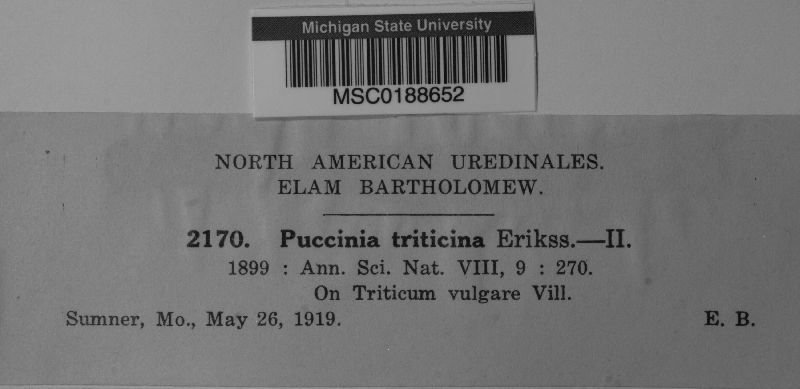 Michigan State University
MSC0188652
NORTH AMERICAN UREDINALES.
ELAM BARTHOLOMEW.
2170. Puccinia triticina Erikss.—II.
1899 : Ann. Sci. Nat. VIII, 9 : 270.
On Triticum vulgare Vill.
Sumner, Mo., May 26, 1919. E. B.